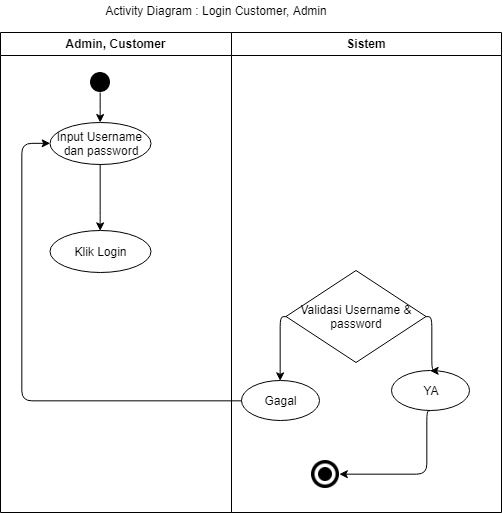 Activity Diagram : Login Customer, Admin
Admin, Customer
Sistem
Input Username
dan password
Klik Login
Validasi Username &
password
Gagal
YA